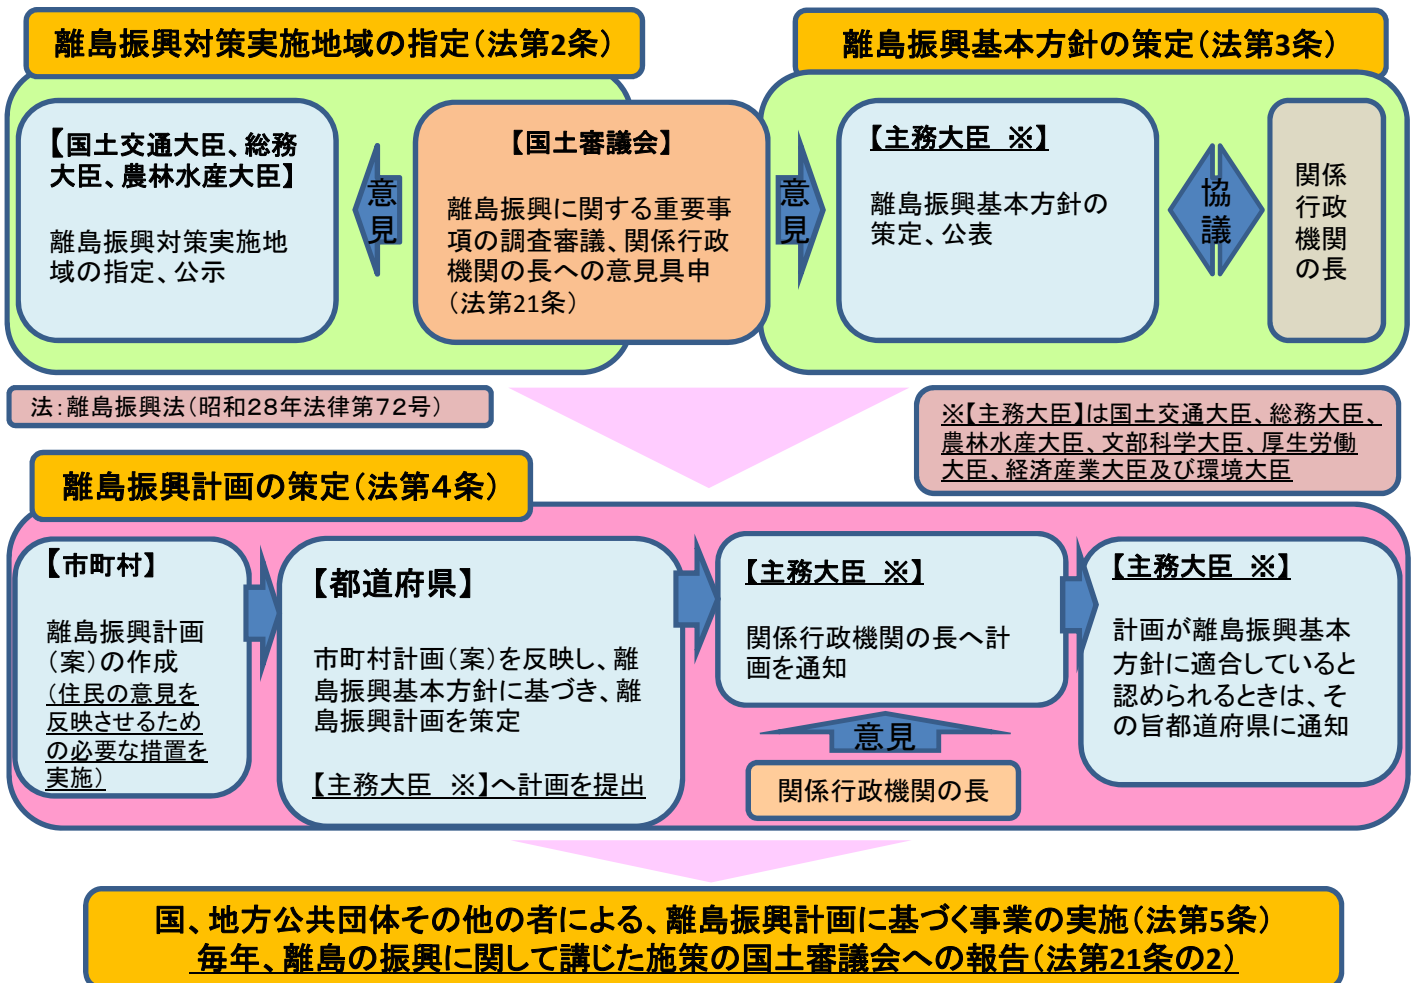 離島振興対策実施地域の指定（法第2条）
離島振興基本方針の策定（法第3条）
【国土交通大臣、総務
大臣、農林水産大臣】
離島振興対策実施地
域の指定、公示
意見
【国土審議会】
離島振興に関する重要事
項の調査審議、関係行政
機関の長への意見具申
（法第21条）
意見
【主務大臣　※】
離島振興基本方針の
策定、公表
協議
関係
行政
機関
の長
法：離島振興法（昭和２８年法律第７２号）
※【主務大臣】は国土交通大臣、総務大臣、
農林水産大臣、文部科学大臣、厚生労働
大臣、経済産業大臣及び環境大臣
離島振興計画の策定（法第４条）
【市町村】
離島振興計画
（案）の作成
（住民の意見を
反映させるため
の必要な措置を
実施）
【都道府県】
市町村計画（案）を反映し、離
島振興基本方針に基づき、離
島振興計画を策定
【主務大臣　※】へ計画を提出
【主務大臣　※】
関係行政機関の長へ計
画を通知
意見
関係行政機関の長
【主務大臣　※】
計画が離島振興基本
方針に適合していると
認められるときは、そ
の旨都道府県に通知
国、地方公共団体その他の者による、離島振興計画に基づく事業の実施（法第5条）
毎年、離島の振興に関して講じた施策の国土審議会への報告（法第21条の2）